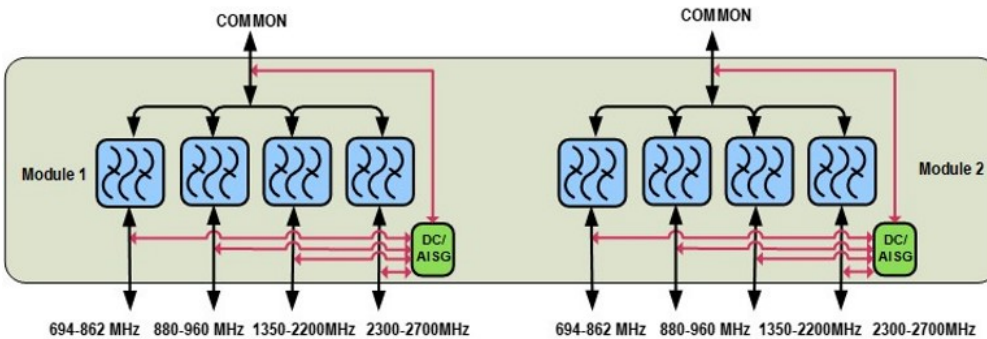 COMMON COMMON
Module 1 Module 2
DC/ DC/
AISG AISG
694-862 MHz 880-960 MHz 1350-2200MHz 2300-2700MHz 694-862 MHz 880-960 MHz 1350-2200MHz 2300-2700MHz